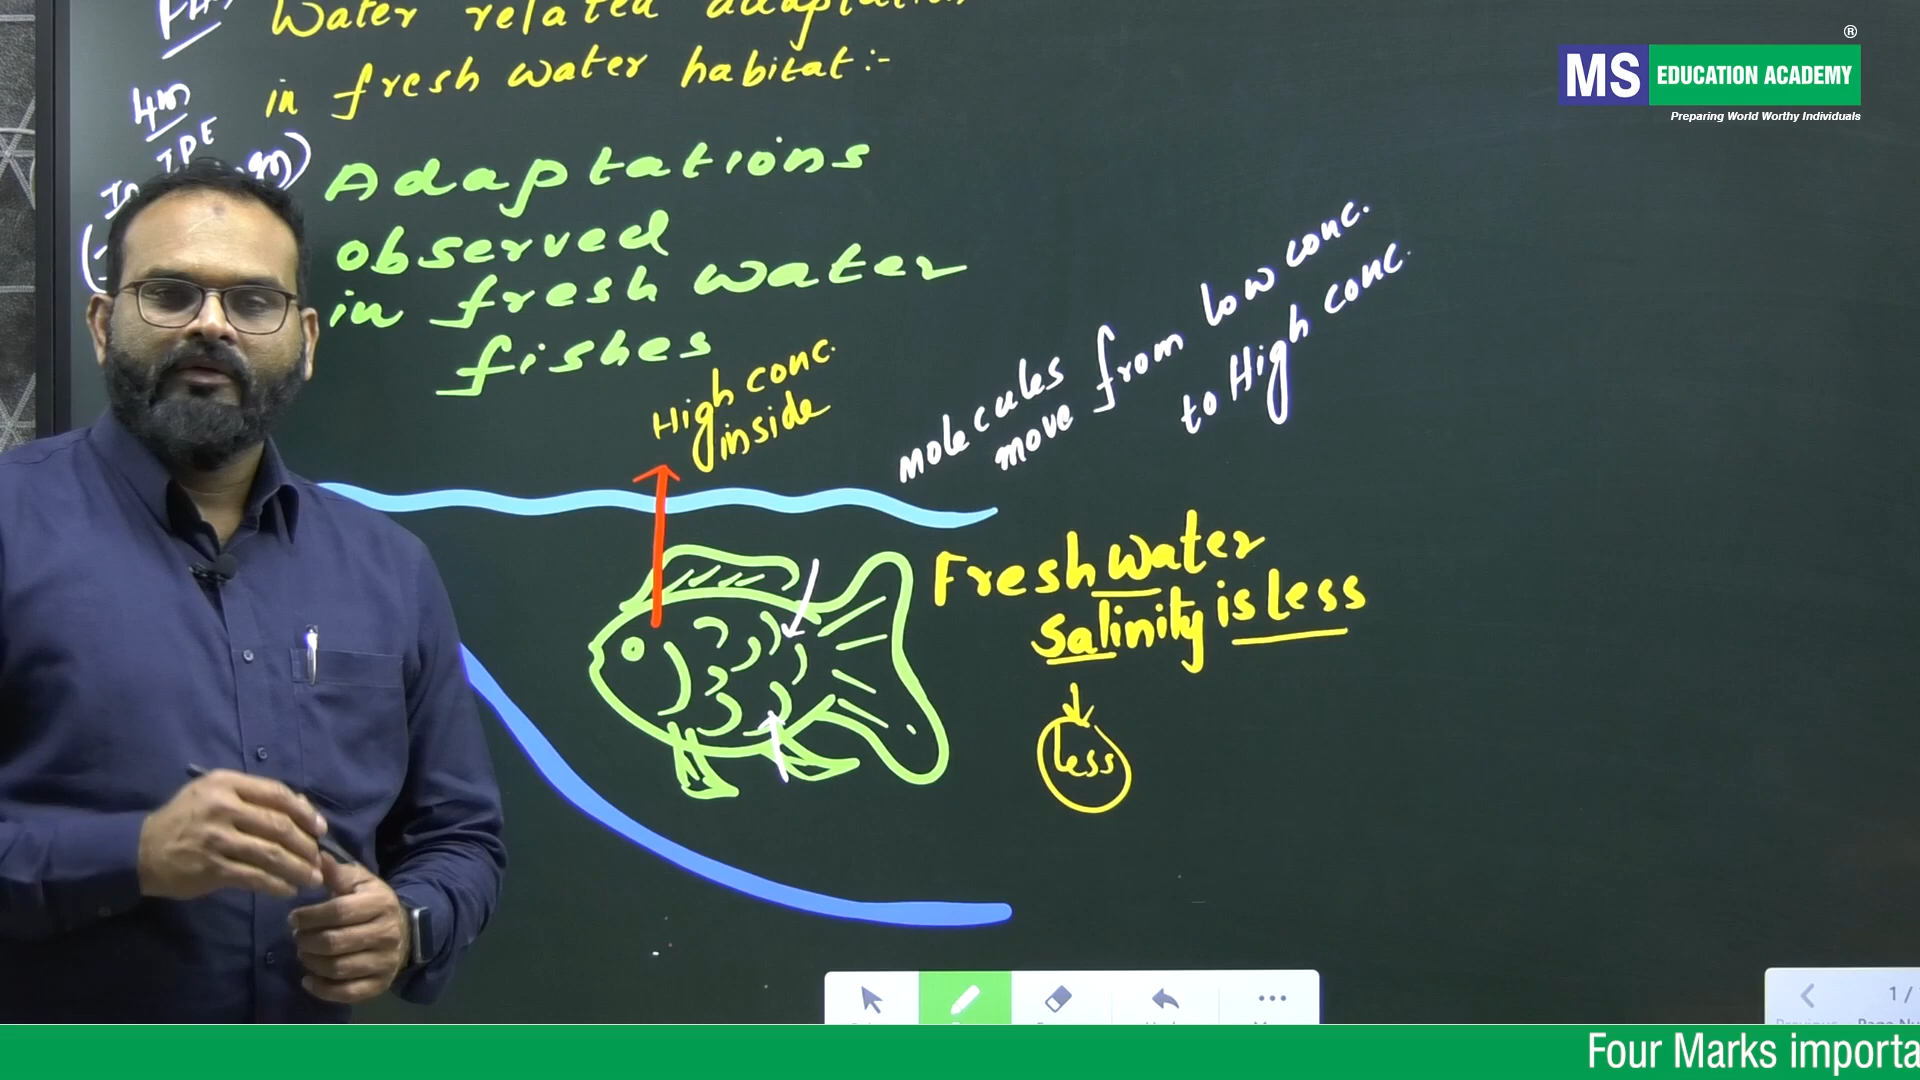 Water related adaptation
in fresh water habitat :-
4m
IPE
Adaptations
observed
in fresh water
fishes
High conc.
inside
molecules move from low conc.
to High conc.
Fresh water
salinity is less
less
MS EDUCATION ACADEMY
®
Preparing World Worthy Individuals
1 /
Four Marks importa